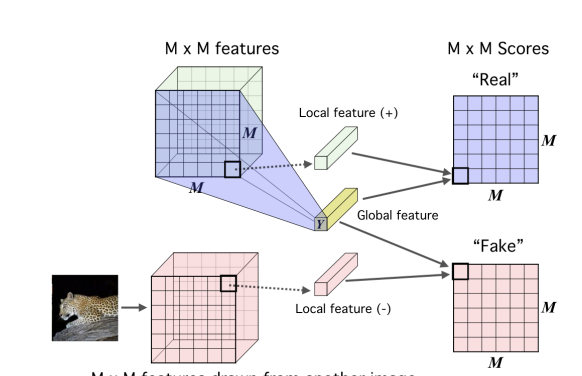 M x M features
M x M Scores
"Real"
Local feature (+)
M
M
M
M
Y
Global feature
"Fake"
Local feature (-)
M
M
M x M features drawn from another image